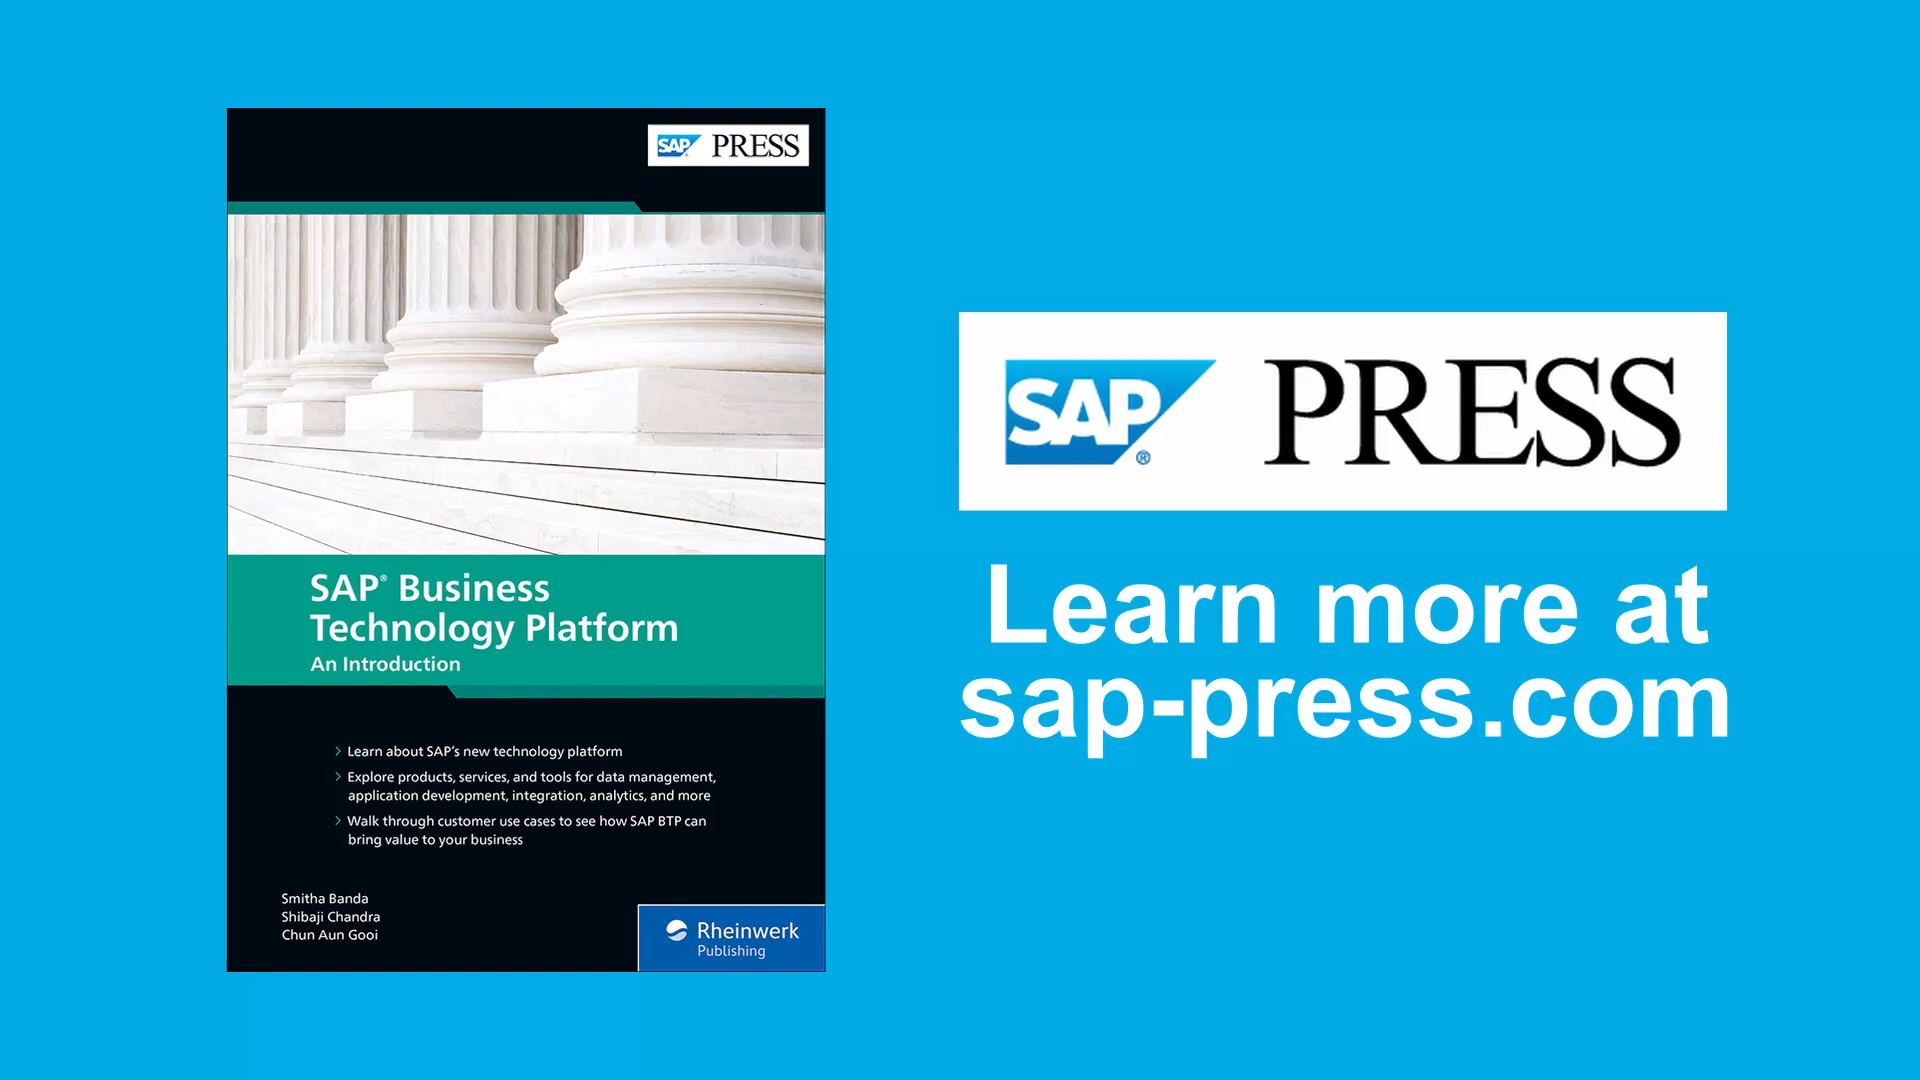 SAP® PRESS
SAP® Business
Technology Platform
An Introduction
> Learn about SAP's new technology platform
> Explore products, services, and tools for data management,
application development, integration, analytics, and more
> Walk through customer use cases to see how SAP BTP can
bring value to your business
Smitha Banda
Shibaji Chandra
Chun Aun Gooi
Rheinwerk
Publishing
SAP® PRESS
Learn more at
sap-press.com